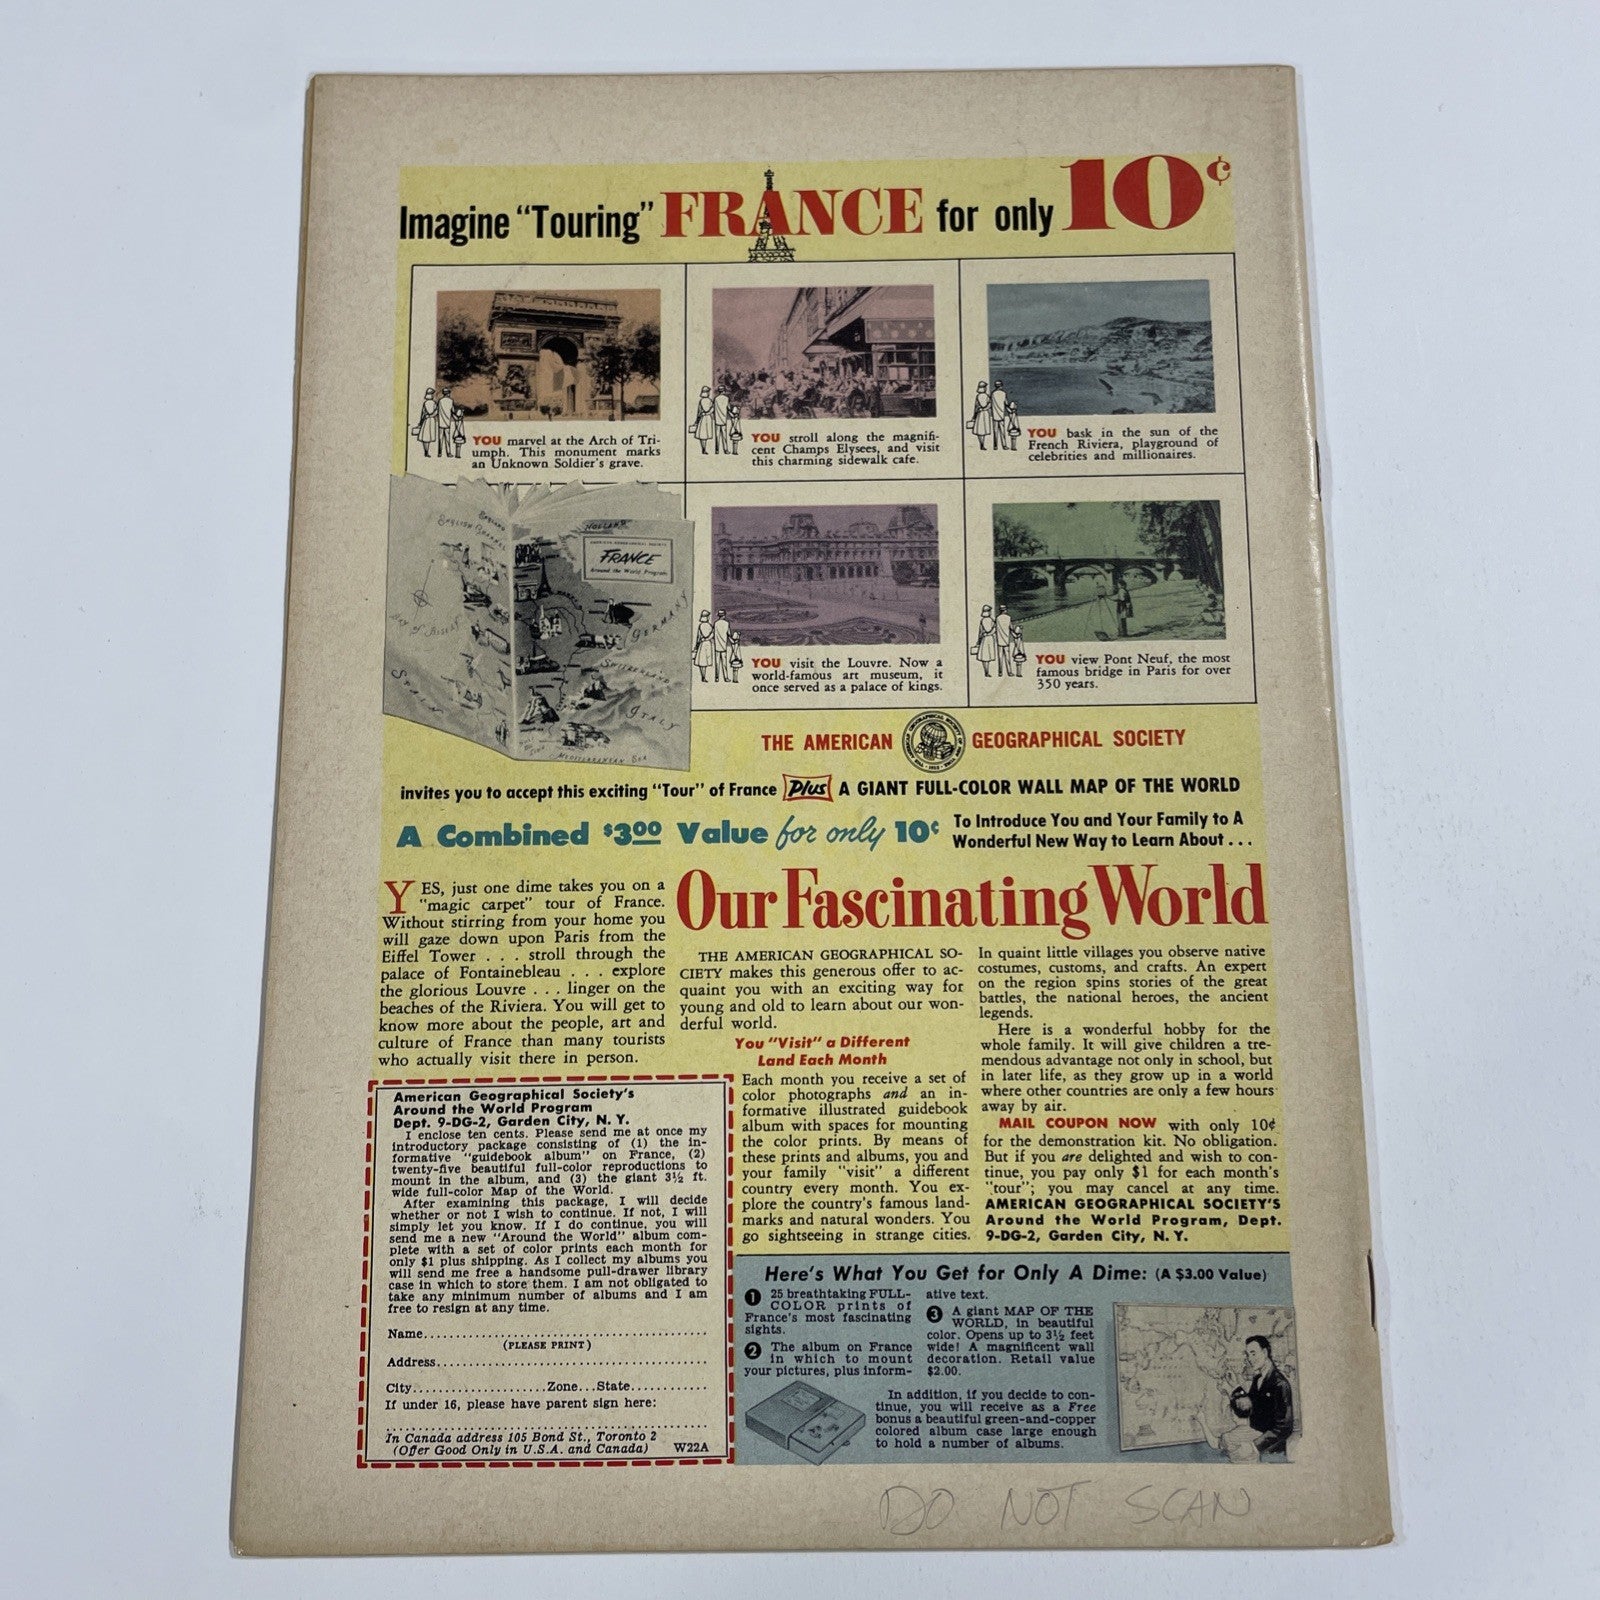 Imagine "Touring" FRANCE for only 10¢
YOU marvel at the Arch of Tri-
umph. This monument marks
an Unknown Soldier's grave.
YOU stroll along the magnifi-
cent Champs Elysees, and visit
this charming sidewalk cafe.
YOU bask in the sun of the
French Riviera, playground of
celebrities and millionaires.
ENGLISH CHANNEL
ENGLAND
HOLLAND
AMERICAN GEOGRAPHICAL SOCIETY
FRANCE
Around the World Program
BAY OF BISCAY
GERMANY
SWITZERLAND
SPAIN
ITALY
MEDITERRANEAN SEA
YOU visit the Louvre. Now a
world-famous art museum, it
once served as a palace of kings.
YOU view Pont Neuf, the most
famous bridge in Paris for over
350 years.
THE AMERICAN GEOGRAPHICAL SOCIETY
invites you to accept this exciting "Tour" of France Plus A GIANT FULL-COLOR WALL MAP OF THE WORLD
A Combined $3.00 Value for only 10¢
To Introduce You and Your Family to A
Wonderful New Way to Learn About . . .
Our Fascinating World
YES, just one dime takes you on a
"magic carpet" tour of France.
Without stirring from your home you
will gaze down upon Paris from the
Eiffel Tower . . . stroll through the
palace of Fontainebleau . . . explore
the glorious Louvre . . . linger on the
beaches of the Riviera. You will get to
know more about the people, art and
culture of France than many tourists
who actually visit there in person.
THE AMERICAN GEOGRAPHICAL SO-
CIETY makes this generous offer to ac-
quaint you with an exciting way for
young and old to learn about our won-
derful world.
You "Visit" a Different
Land Each Month
Each month you receive a set of
color photographs and an in-
formative illustrated guidebook
album with spaces for mounting
the color prints. By means of
these prints and albums, you and
your family "visit" a different
country every month. You ex-
plore the country's famous land-
marks and natural wonders. You
go sightseeing in strange cities.
In quaint little villages you observe native
costumes, customs, and crafts. An expert
on the region spins stories of the great
battles, the national heroes, the ancient
legends.
Here is a wonderful hobby for the
whole family. It will give children a tre-
mendous advantage not only in school, but
in later life, as they grow up in a world
where other countries are only a few hours
away by air.
MAIL COUPON NOW with only 10¢
for the demonstration kit. No obligation.
But if you are delighted and wish to con-
tinue, you pay only $1 for each month's
"tour"; you may cancel at any time.
AMERICAN GEOGRAPHICAL SOCIETY'S
Around the World Program, Dept.
9-DG-2, Garden City, N. Y.
American Geographical Society's
Around the World Program
Dept. 9-DG-2, Garden City, N. Y.
I enclose ten cents. Please send me at once my
introductory package consisting of (1) the in-
formative "guidebook album" on France, (2)
twenty-five beautiful full-color reproductions to
mount in the album, and (3) the giant 3½ ft.
wide full-color Map of the World.
After examining this package, I will decide
whether or not I wish to continue. If not, I will
simply let you know. If I do continue, you will
send me a new "Around the World" album com-
plete with a set of color prints each month for
only $1 plus shipping. As I collect my albums you
will send me free a handsome pull-drawer library
case in which to store them. I am not obligated to
take any minimum number of albums and I am
free to resign at any time.
Name
(PLEASE PRINT)
Address
City Zone...State
If under 16, please have parent sign here:
In Canada address 105 Bond St., Toronto 2
(Offer Good Only in U.S.A. and Canada) W22A
Here's What You Get for Only A Dime: (A $3.00 Value)
1 25 breathtaking FULL-
COLOR prints of
France's most fascinating
sights.
2 The album on France
in which to mount
your pictures, plus inform-
ative text.
3 A giant MAP OF THE
WORLD, in beautiful
color. Opens up to 3½ feet
wide! A magnificent wall
decoration. Retail value
$2.00.
In addition, if you decide to con-
tinue, you will receive as a Free
bonus a beautiful green-and-copper
colored album case large enough
to hold a number of albums.
DO NOT SCAN